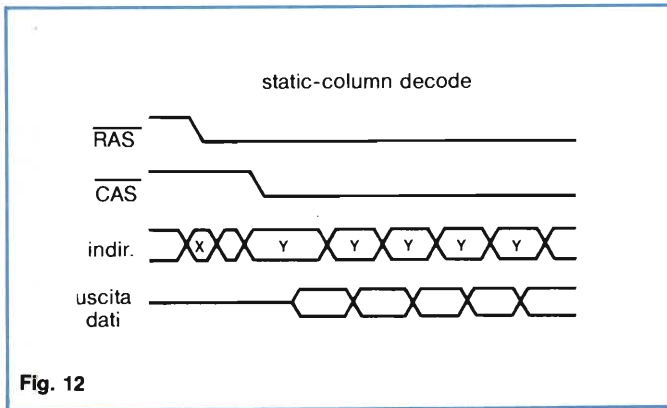 static-column decode
RAS
CAS
indir. X Y Y Y Y Y
uscita
dati
Fig. 12